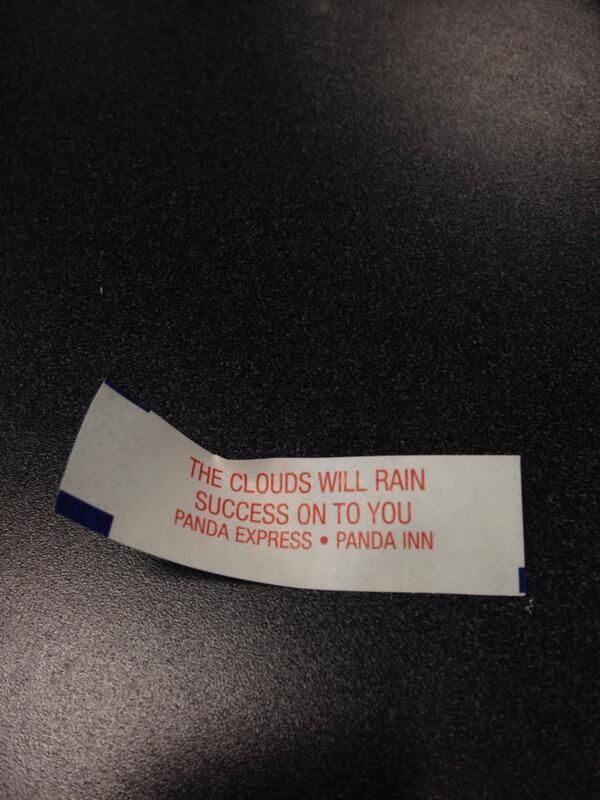 THE CLOUDS WILL RAIN
SUCCESS ON TO YOU
PANDA EXPRESS • PANDA INN